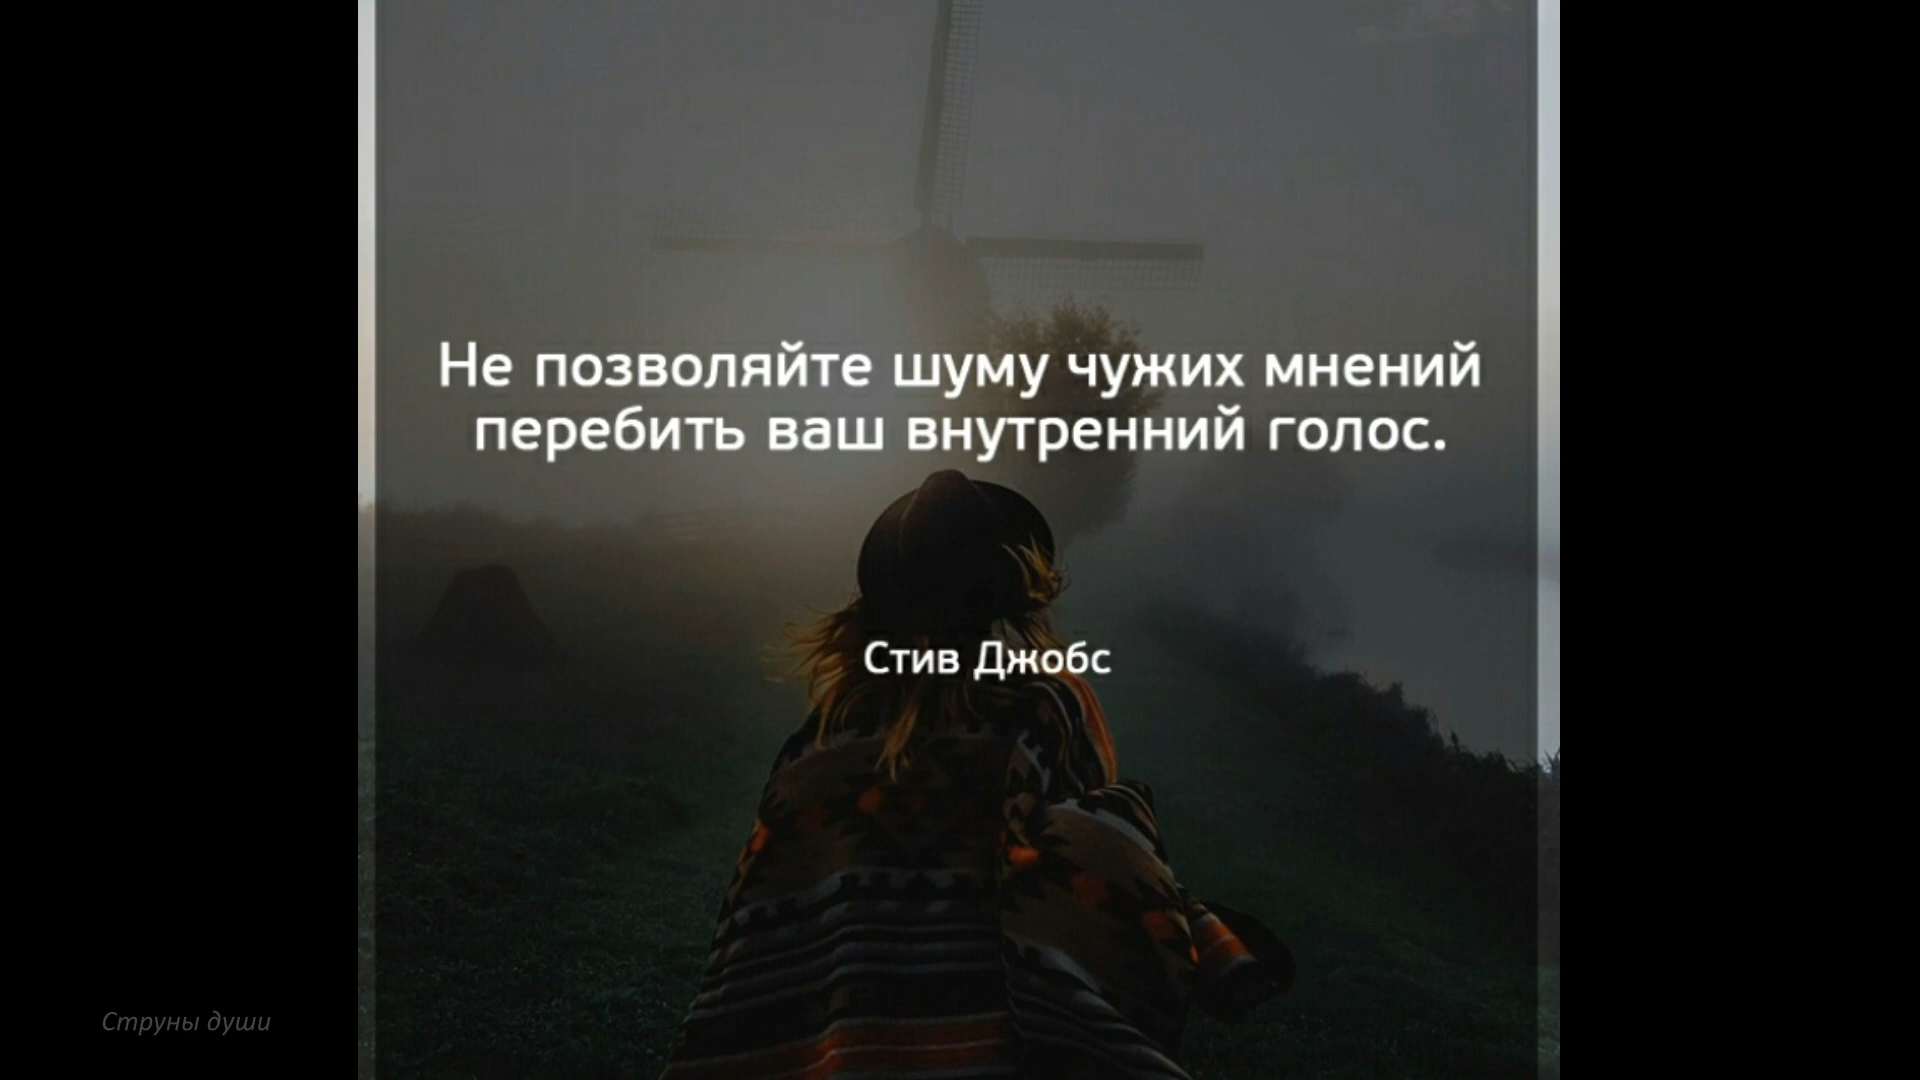 Не позволяйте шуму чужих мнений
перебить ваш внутренний голос.
Стив Джобс
Струны души